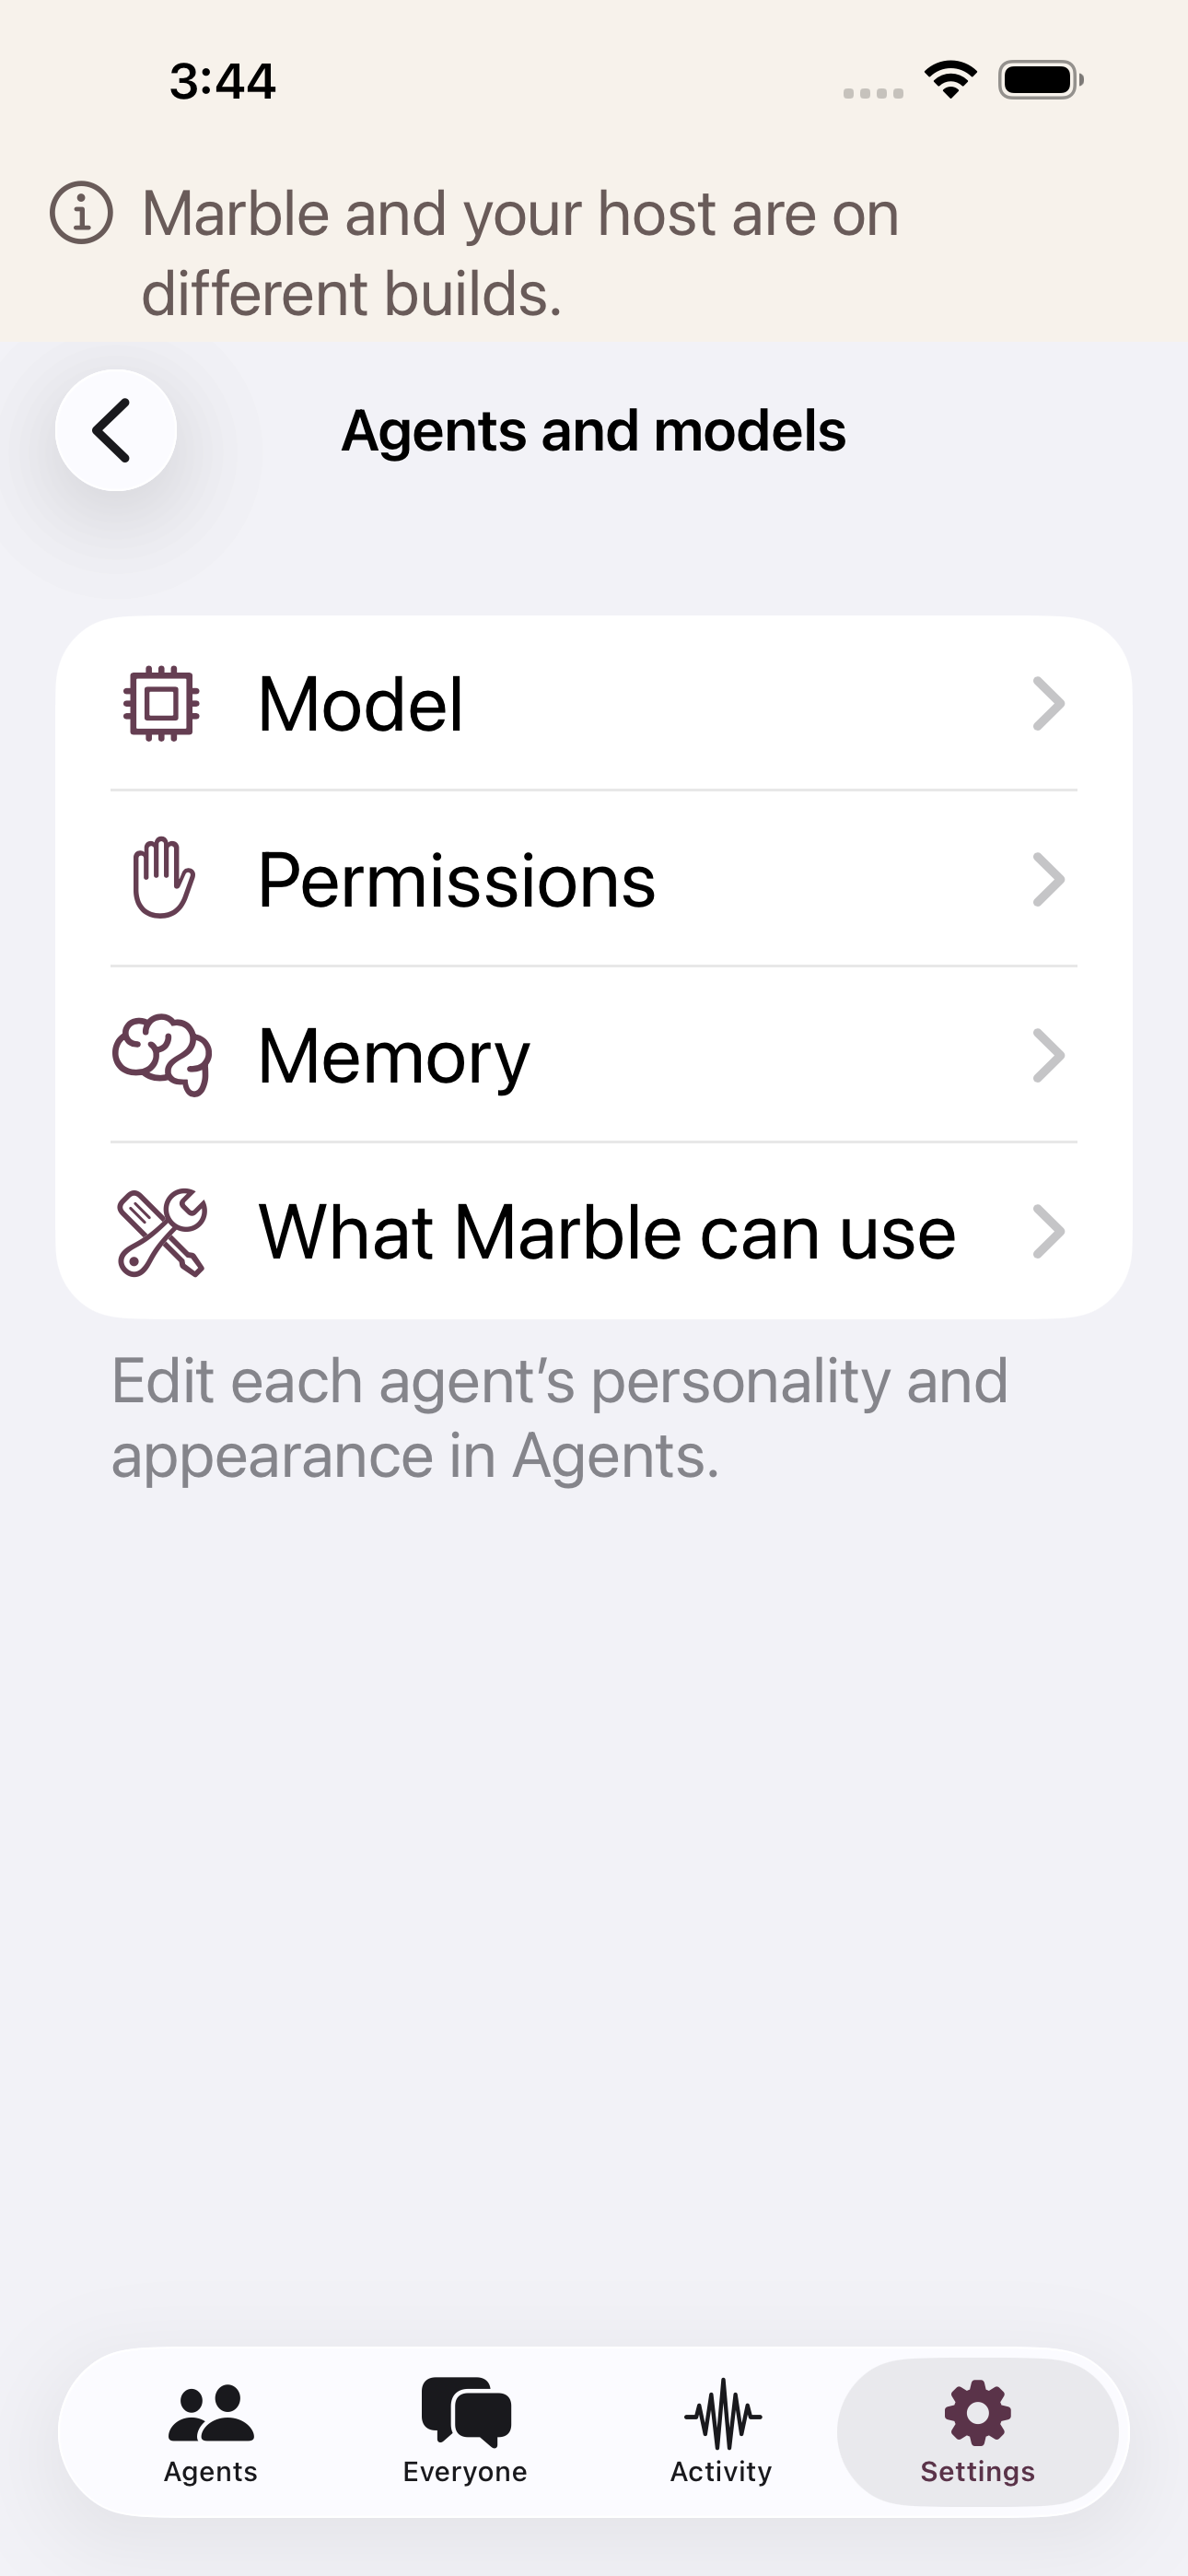 3:44
Marble and your host are on
different builds.
Agents and models
Model
Permissions
Memory
What Marble can use
Edit each agent’s personality and
appearance in Agents.
Agents
Everyone
Activity
Settings